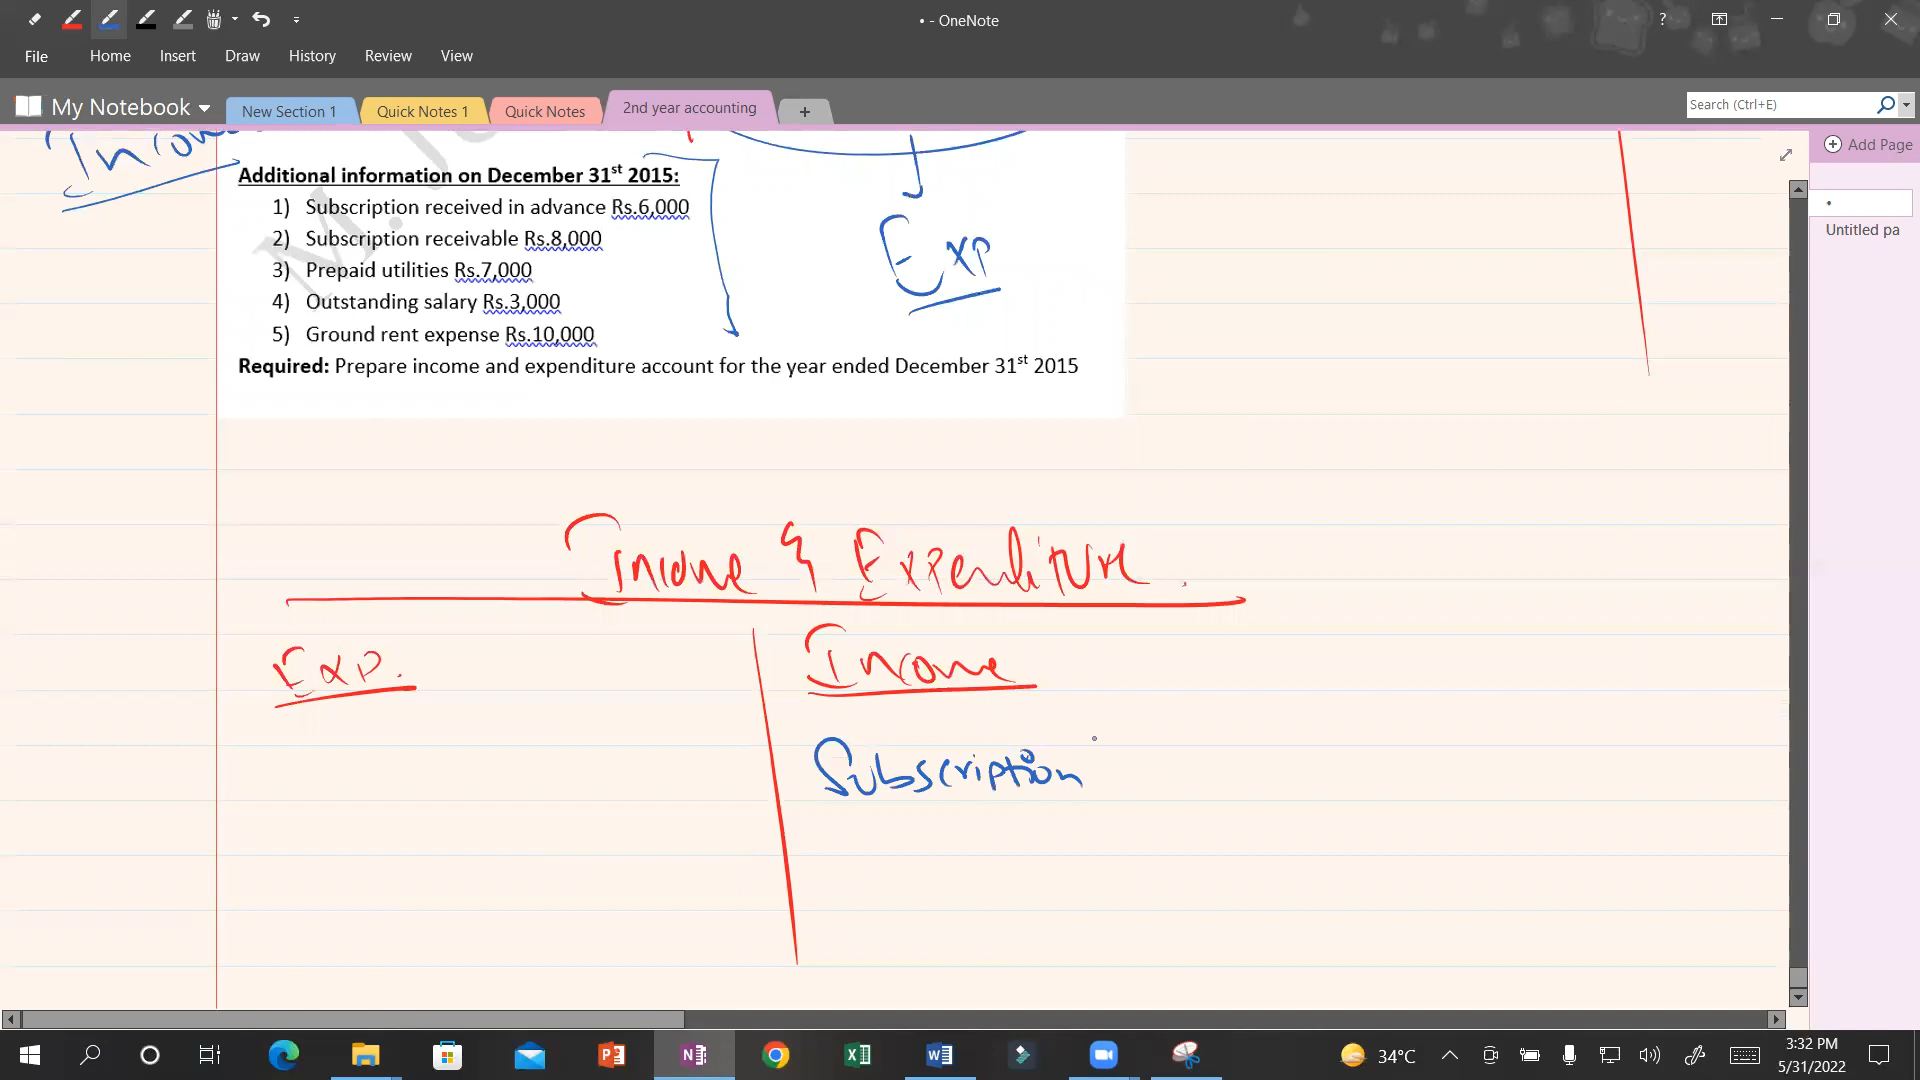 • - OneNote
?
File Home Insert Draw History Review View
My Notebook New Section 1 Quick Notes 1 Quick Notes 2nd year accounting +
Search (Ctrl+E)
Add Page
•
Untitled pa
Income
Additional information on December 31st 2015:
1) Subscription received in advance Rs.6,000
2) Subscription receivable Rs.8,000
3) Prepaid utilities Rs.7,000
4) Outstanding salary Rs.3,000
5) Ground rent expense Rs.10,000
Required: Prepare income and expenditure account for the year ended December 31st 2015
Exp
Income & Expenditure.
Exp.
Income
Subscription
34°C
3:32 PM
5/31/2022